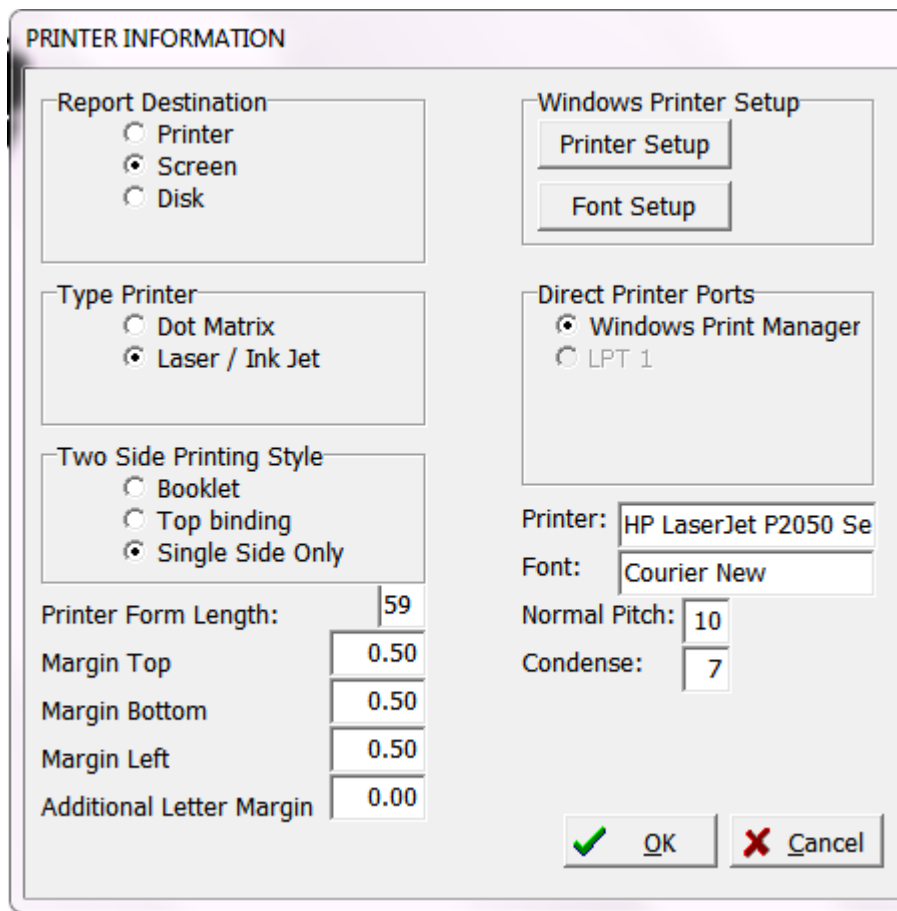 PRINTER INFORMATION
Report Destination
Printer
Screen
Disk
Type Printer
Dot Matrix
Laser / Ink Jet
Two Side Printing Style
Booklet
Top binding
Single Side Only
Printer Form Length: 59
Margin Top 0.50
Margin Bottom 0.50
Margin Left 0.50
Additional Letter Margin 0.00
Windows Printer Setup
Printer Setup
Font Setup
Direct Printer Ports
Windows Print Manager
LPT 1
Printer: HP LaserJet P2050 Se
Font: Courier New
Normal Pitch: 10
Condense: 7
OK
Cancel